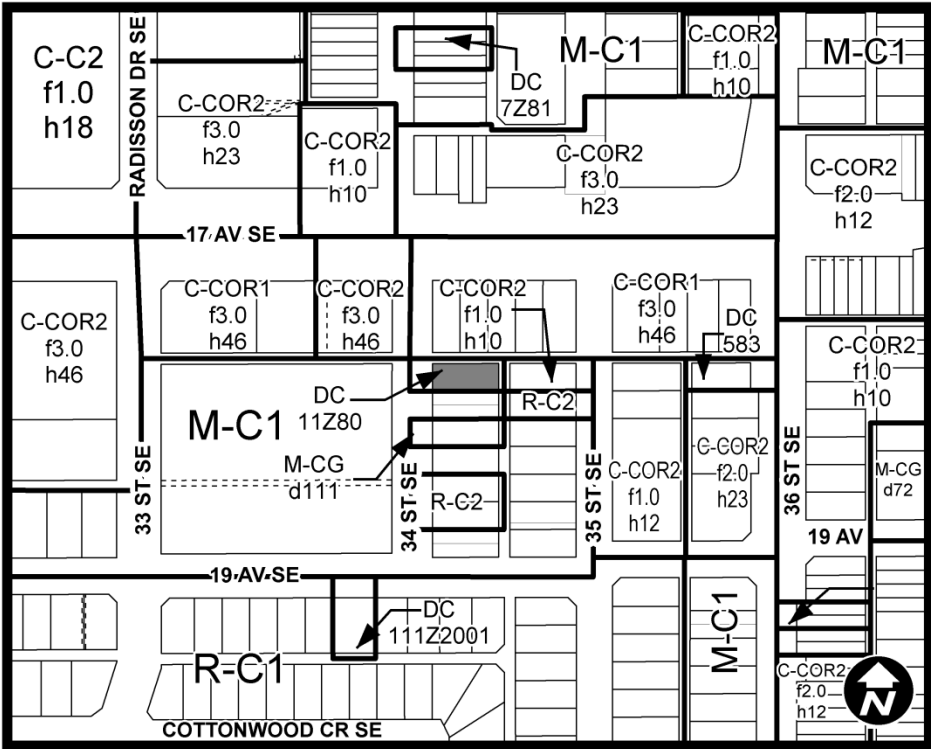 C-C2
f1.0
h18
RADISSON DR SE
C-COR2
f3.0
h23
C-COR2
f1.0
h10
DC
7Z81
M-C1
C-COR2
f1.0
h10
M-C1
C-COR2
f3.0
h23
C-COR2
f2.0
h12
17 AV SE
C-COR2
f3.0
h46
C-COR1
f3.0
h46
C-COR2
f3.0
h46
C-COR2
f1.0
h10
C-COR1
f3.0
h46
DC
583
C-COR2
f1.0
h10
M-C1
DC
11Z80
R-C2
M-CG
d111
R-C2
33 ST SE
34 ST SE
35 ST SE
C-COR2
f1.0
h12
C-COR2
f2.0
h23
36 ST SE
M-CG
d72
19 AV
19 AV SE
DC
111Z2001
R-C1
M-C1
C-COR2
f2.0
h12
N
COTTONWOOD CR SE